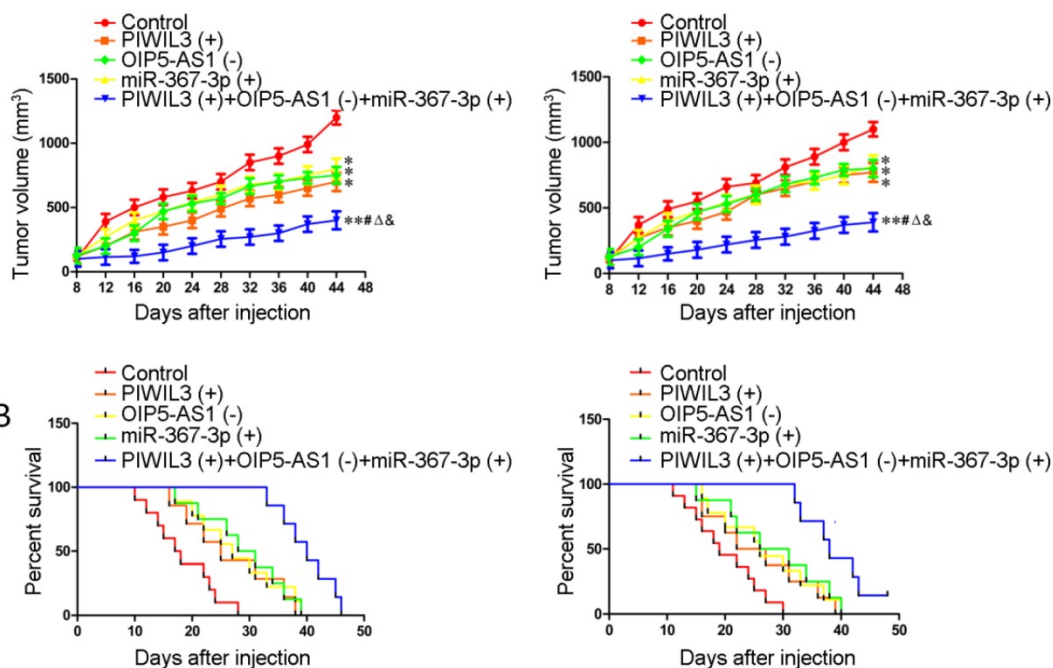 Control
PIWIL3 (+)
OIP5-AS1 (-)
miR-367-3p (+)
PIWIL3 (+)+OIP5-AS1 (-)+miR-367-3p (+)
Tumor volume (mm³)
1500
1000
500
0
*
*
*
**#Δ&
8 12 16 20 24 28 32 36 40 44 48
Days after injection
Control
PIWIL3 (+)
OIP5-AS1 (-)
miR-367-3p (+)
PIWIL3 (+)+OIP5-AS1 (-)+miR-367-3p (+)
Tumor volume (mm³)
1500
1000
500
0
*
*
*
**#Δ&
8 12 16 20 24 28 32 36 40 44 48
Days after injection
Control
PIWIL3 (+)
OIP5-AS1 (-)
miR-367-3p (+)
PIWIL3 (+)+OIP5-AS1 (-)+miR-367-3p (+)
Percent survival
150
100
50
0
0 10 20 30 40 50
Days after injection
Control
PIWIL3 (+)
OIP5-AS1 (-)
miR-367-3p (+)
PIWIL3 (+)+OIP5-AS1 (-)+miR-367-3p (+)
Percent survival
150
100
50
0
0 10 20 30 40 50
Days after injection